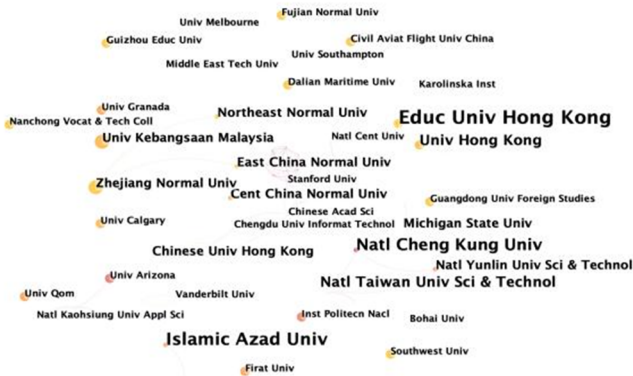 Fujian Normal Univ
Univ Melbourne
Guizhou Educ Univ
Civil Aviat Flight Univ China
Univ Southampton
Middle East Tech Univ
Dalian Maritime Univ
Karolinska Inst
Univ Granada
Northeast Normal Univ
Educ Univ Hong Kong
Nanchong Vocat & Tech Coll
Univ Kebangsaan Malaysia
Natl Cent Univ
Univ Hong Kong
East China Normal Univ
Stanford Univ
Zhejiang Normal Univ
Cent China Normal Univ
Guangdong Univ Foreign Studies
Chinese Acad Sci
Univ Calgary
Chengdu Univ Informat Technol
Michigan State Univ
Natl Cheng Kung Univ
Chinese Univ Hong Kong
Natl Yunlin Univ Sci & Technol
Univ Arizona
Natl Taiwan Univ Sci & Technol
Univ Qom
Vanderbilt Univ
Natl Kaohsiung Univ Appl Sci
Inst Politecn Nacl
Bohai Univ
Islamic Azad Univ
Southwest Univ
Firat Univ